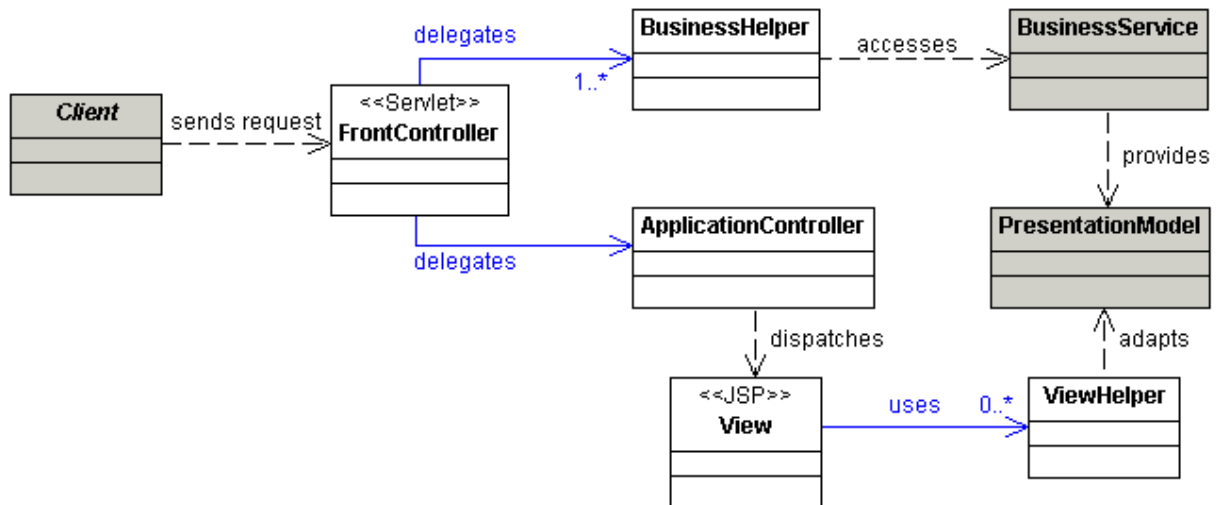 delegates
BusinessHelper
accesses
BusinessService
1..*
Client
sends request
<<Servlet>>
FrontController
provides
delegates
ApplicationController
PresentationModel
dispatches
adapts
<<JSP>>
View
uses
0..*
ViewHelper